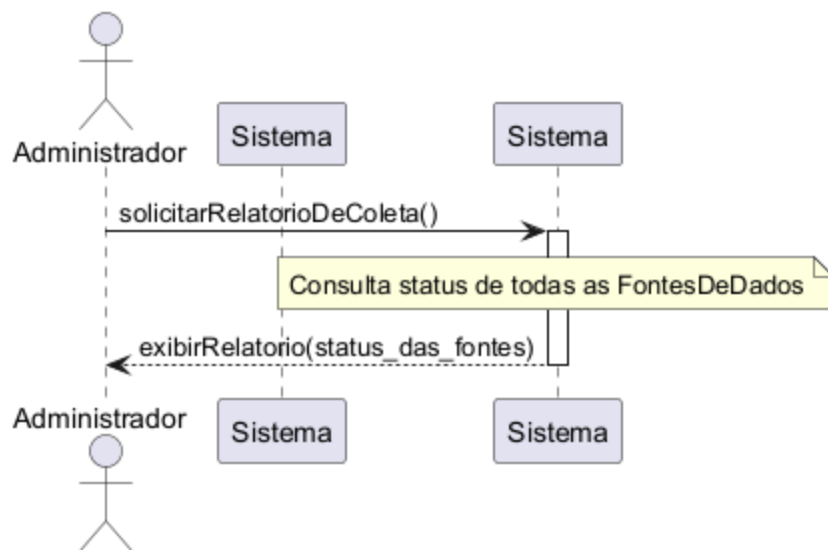 Administrador
Sistema
Sistema
solicitarRelatorioDeColeta()
Consulta status de todas as FontesDeDados
exibirRelatorio(status_das_fontes)
Administrador
Sistema
Sistema